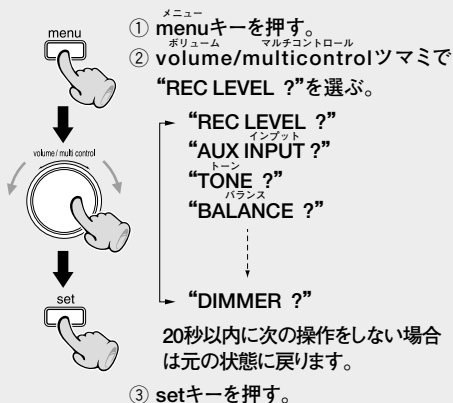 menu
メニュー
① menuキーを押す。
ボリューム マルチコントロール
② volume/multicontrolツマミで
“REC LEVEL ?”を選ぶ。
volume / multi control
“REC LEVEL ?”
インプット
“AUX INPUT ?”
トーン
“TONE ?”
バランス
“BALANCE ?”
“DIMMER ?”
set
20秒以内に次の操作をしない場合
は元の状態に戻ります。
③ setキーを押す。